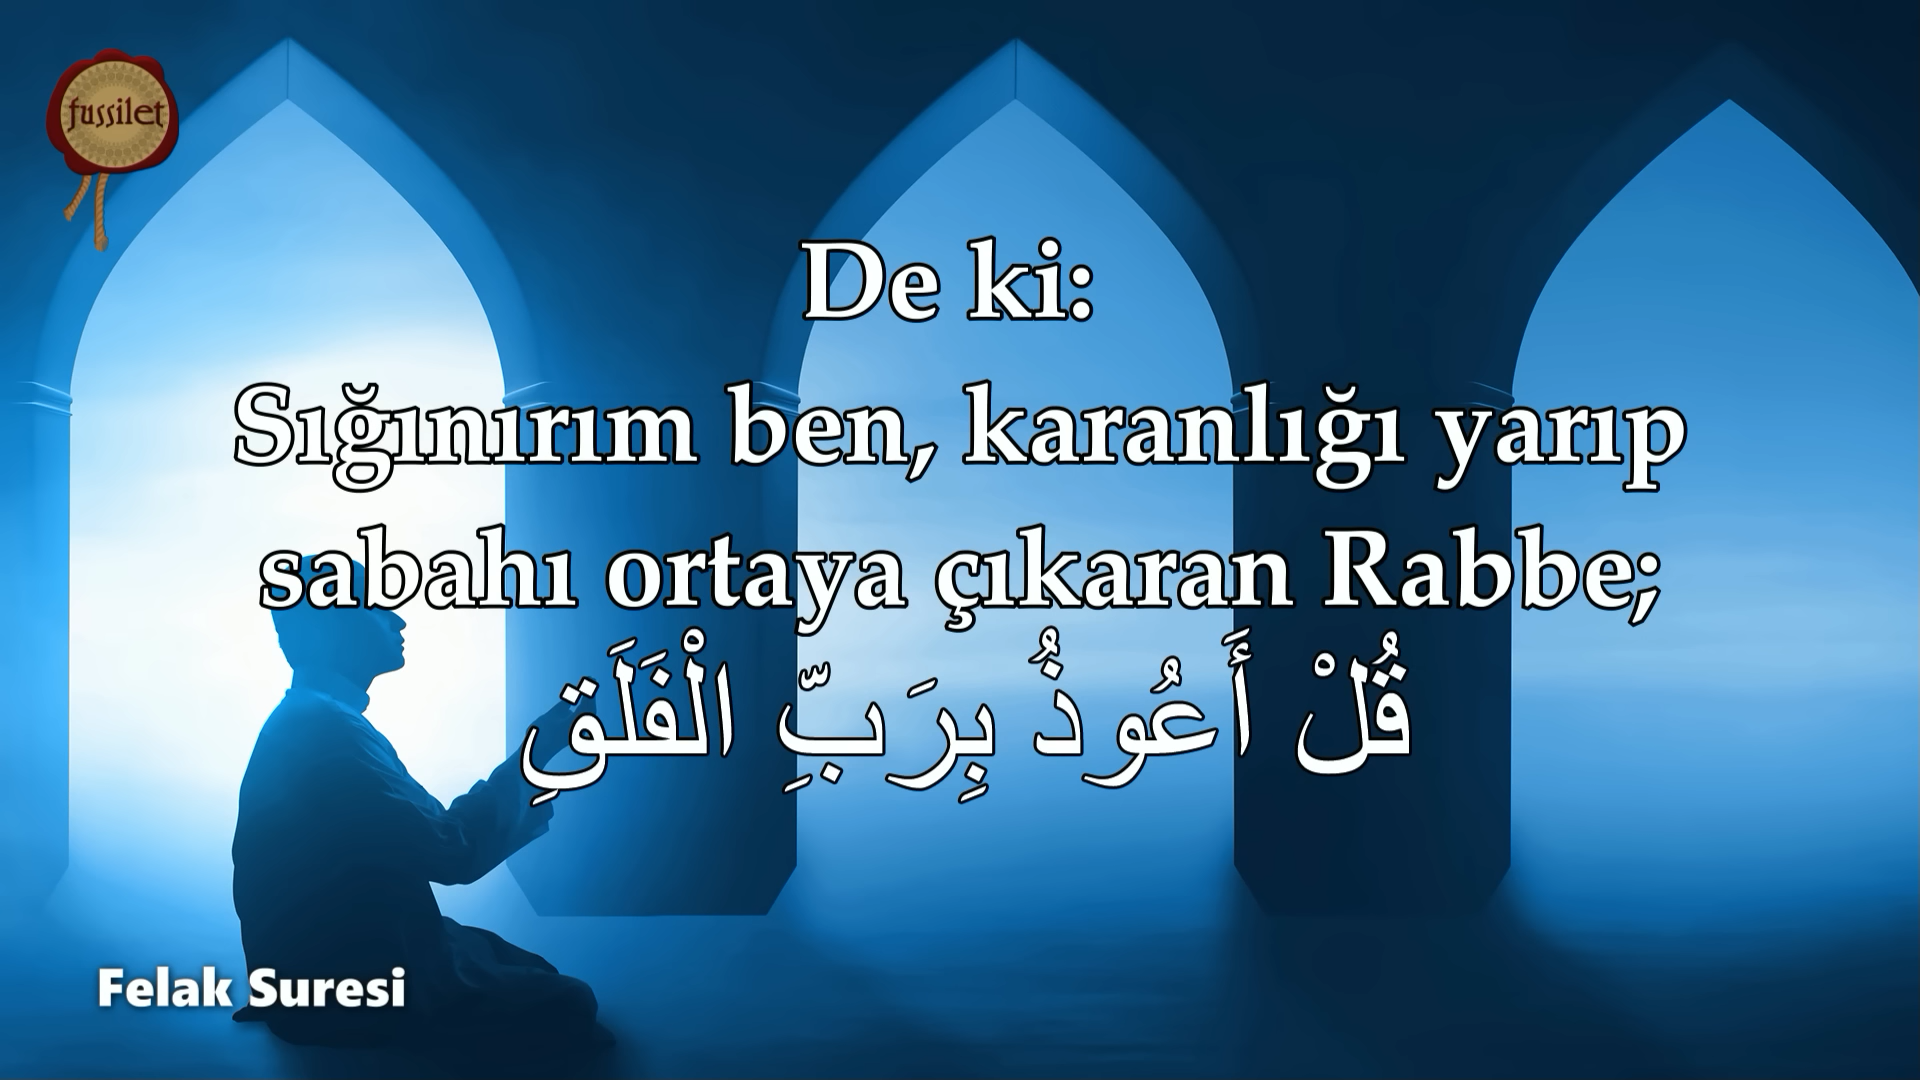 fussilet
De ki:
Sığınırım ben, karanlığı yarıp
sabahı ortaya çıkaran Rabbe;
قُلْ أَعُوذُ بِرَبِّ الْفَلَقِ
Felak Suresi